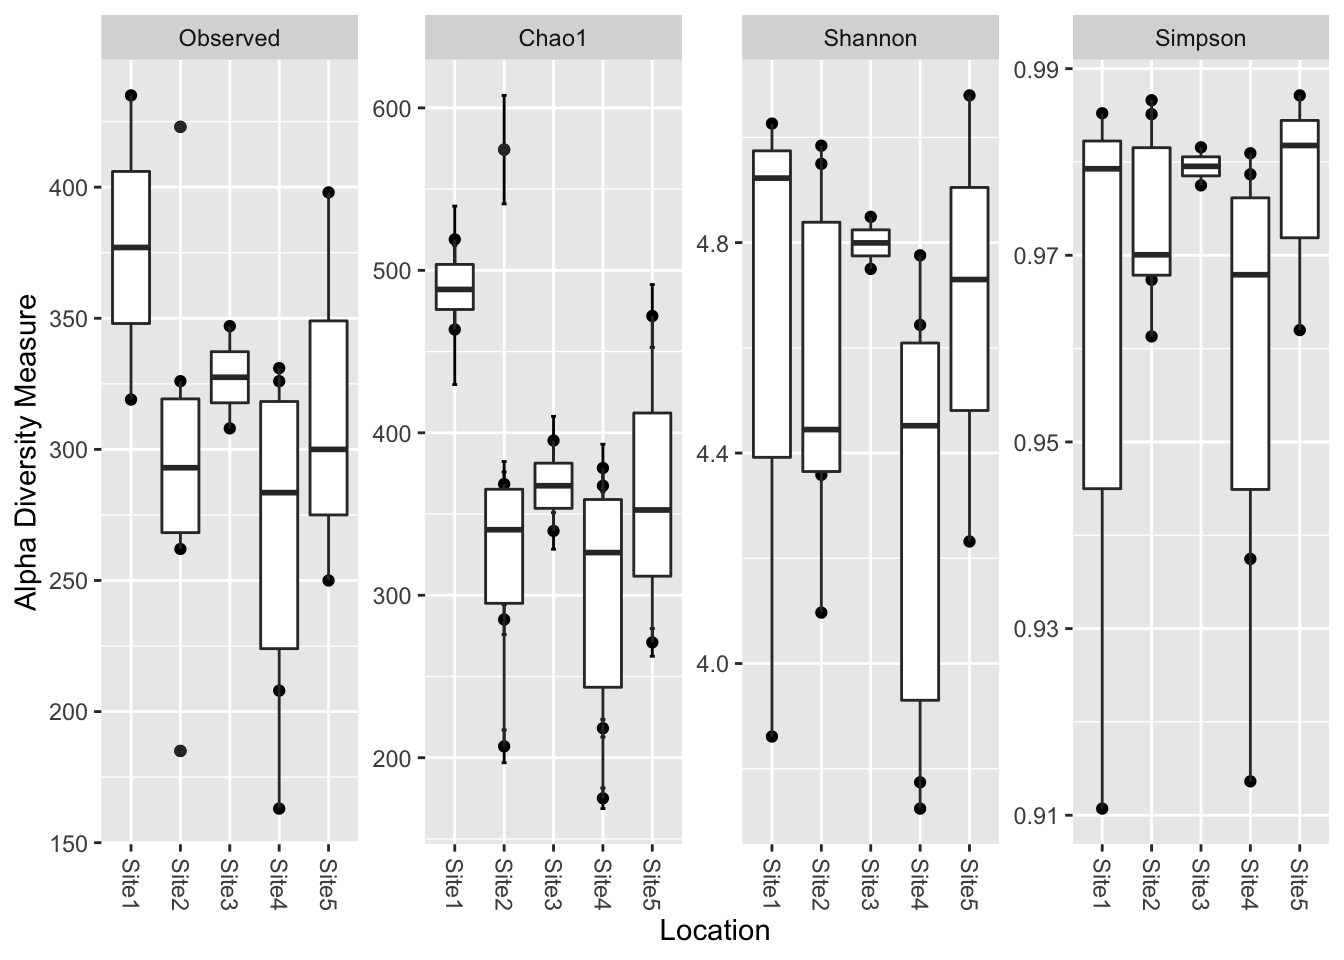 Observed
Chao1
Shannon
Simpson
Alpha Diversity Measure
400
350
300
250
200
150
600
500
400
300
200
4.8
4.4
4.0
0.99
0.97
0.95
0.93
0.91
Site1
Site2
Site3
Site4
Site5
Site1
Site2
Site3
Site4
Site5
Site1
Site2
Site3
Site4
Site5
Site1
Site2
Site3
Site4
Site5
Location